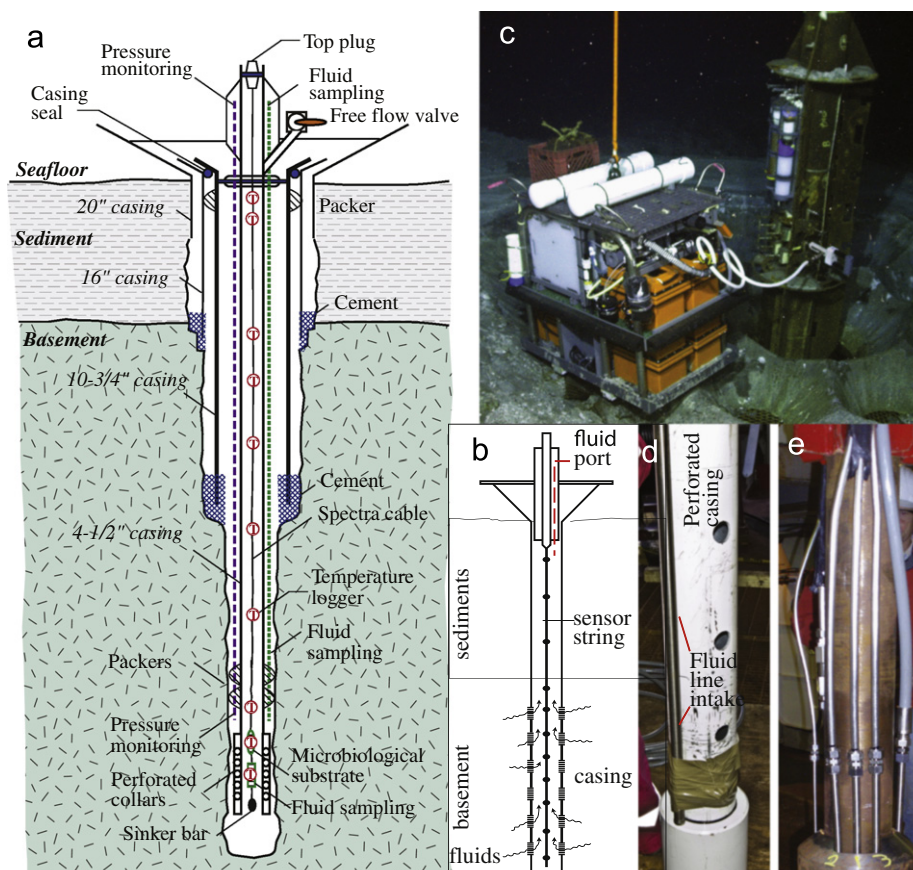 a
Top plug
Pressure
monitoring
Fluid
sampling
Casing
seal
Free flow valve
Seafloor
20" casing
Packer
Sediment
16" casing
Cement
Basement
10-3/4" casing
Cement
4-1/2" casing
Spectra cable
Temperature
logger
Fluid
sampling
Packers
Pressure
monitoring
Microbiological
substrate
Perforated
collars
Fluid sampling
Sinker bar
c
b
fluid
port
sediments
sensor
string
basement
casing
fluids
d
Perforated
casing
Fluid
line
intake
e
2 1 3